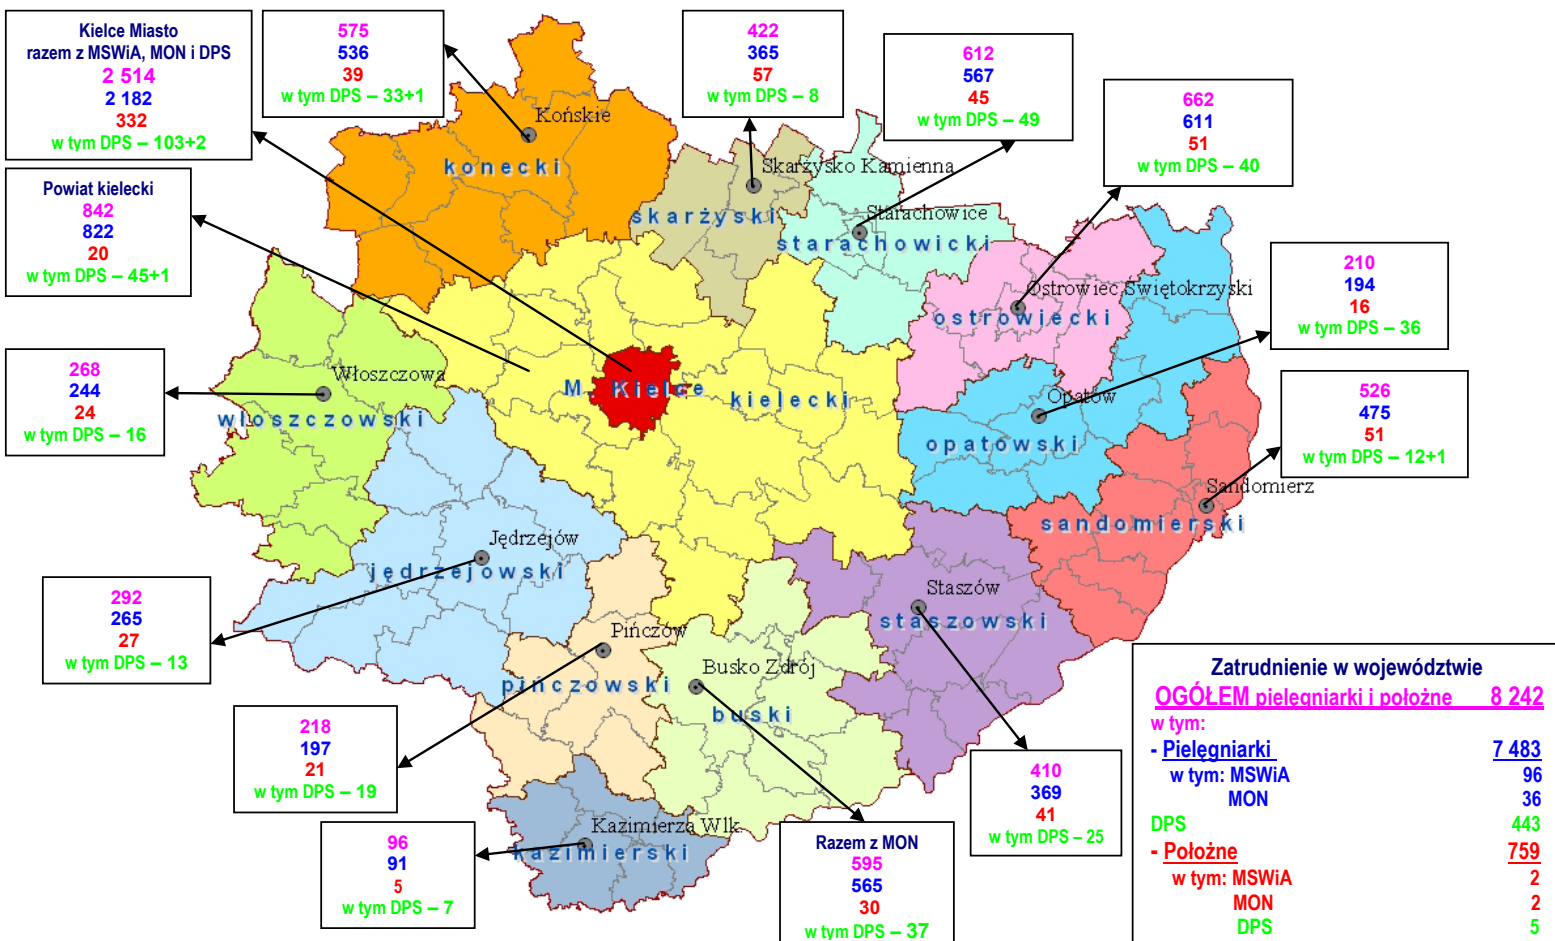 Kielce Miasto
razem z MSWiA, MON i DPS
2 514
2 182
332
w tym DPS – 103+2
575
536
39
w tym DPS – 33+1
422
365
57
w tym DPS – 8
612
567
45
w tym DPS – 49
662
611
51
w tym DPS – 40
Powiat kielecki
842
822
20
w tym DPS – 45+1
210
194
16
w tym DPS – 36
268
244
24
w tym DPS – 16
526
475
51
w tym DPS – 12+1
292
265
27
w tym DPS – 13
218
197
21
w tym DPS – 19
96
91
5
w tym DPS – 7
Razem z MON
595
565
30
w tym DPS – 37
410
369
41
w tym DPS – 25
Końskie
konecki
Skarżysko Kamienna
skarżyski
Starachowice
starachowicki
Ostrowiec Świętokrzyski
ostrowiecki
Włoszczowa
włoszczowski
M. Kielce
kielecki
Opatów
opatowski
Sandomierz
sandomierski
Jędrzejów
jędrzejowski
Staszów
staszowski
Pińczów
pińczowski
Busko Zdrój
buski
Kazimierza Wlk.
kazimierski
Zatrudnienie w województwie
OGÓŁEM pielęgniarki i położne 8 242
w tym:
- Pielęgniarki 7 483
w tym: MSWiA 96
MON 36
DPS 443
- Położne 759
w tym: MSWiA 2
MON 2
DPS 5